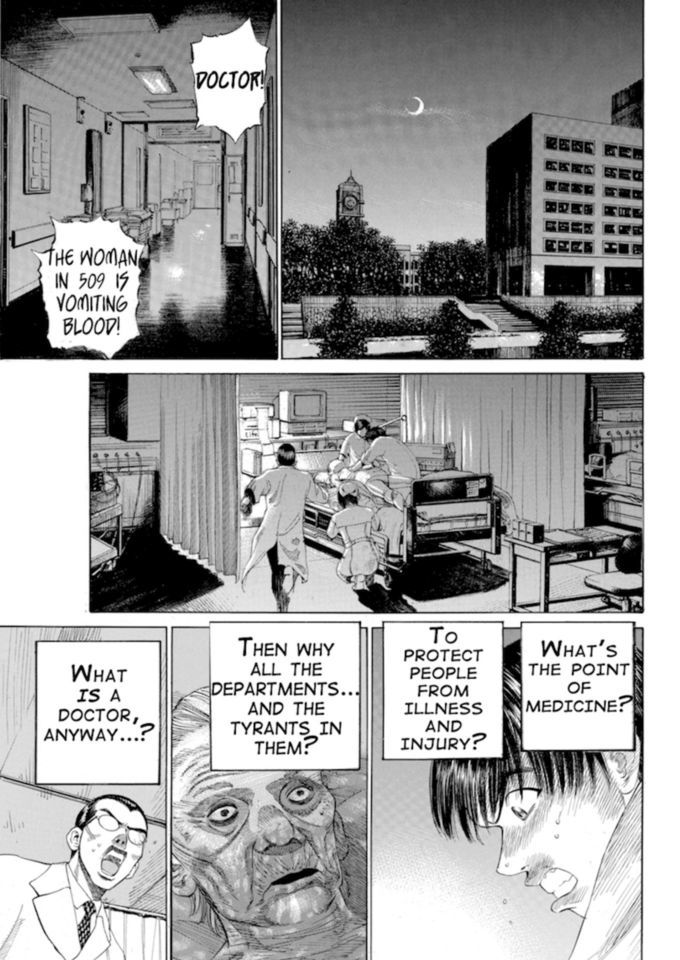 DOCTOR!
THE WOMAN
IN 509 IS
VOMITING
BLOOD!
WHAT'S
THE POINT
OF
MEDICINE?
TO
PROTECT
PEOPLE
FROM
ILLNESS
AND
INJURY?
THEN WHY
ALL THE
DEPARTMENTS...
AND THE
TYRANTS IN
THEM?
WHAT
IS A
DOCTOR,
ANYWAY...?